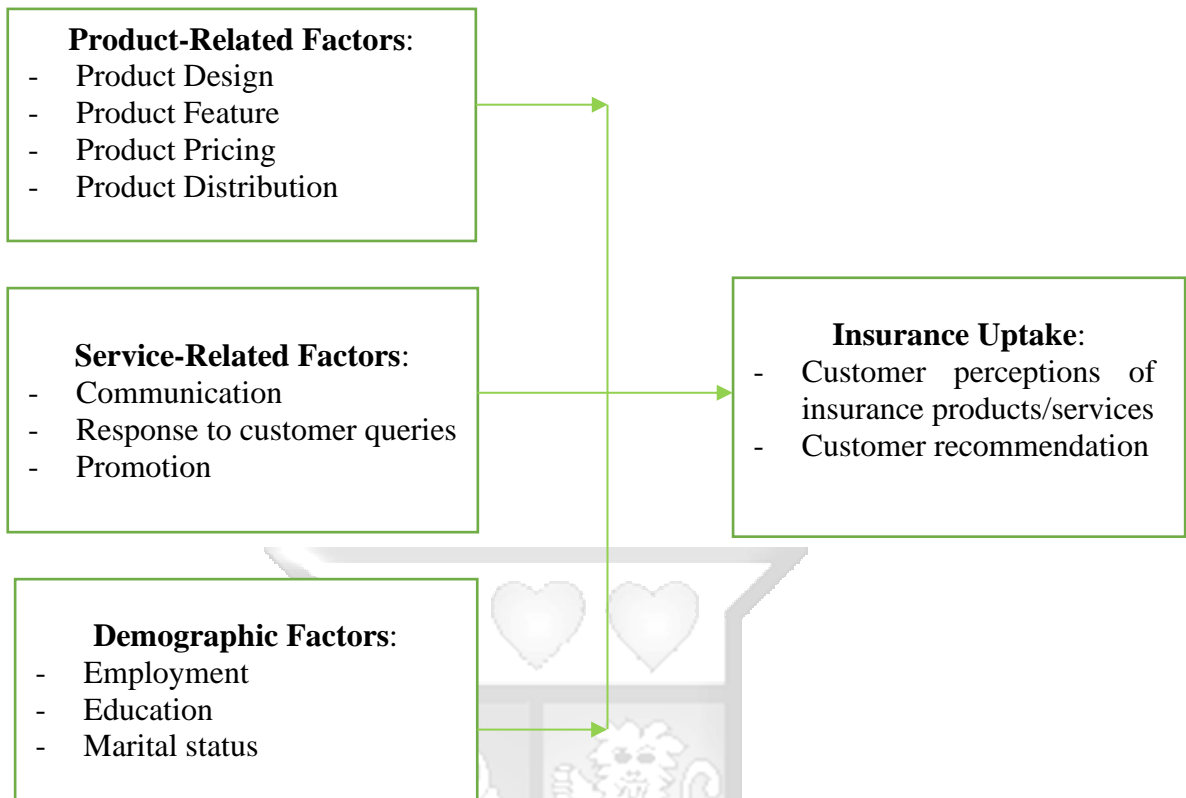 Product-Related Factors:
- Product Design
- Product Feature
- Product Pricing
- Product Distribution
Service-Related Factors:
- Communication
- Response to customer queries
- Promotion
Insurance Uptake:
- Customer perceptions of
insurance products/services
- Customer recommendation
Demographic Factors:
- Employment
- Education
- Marital status